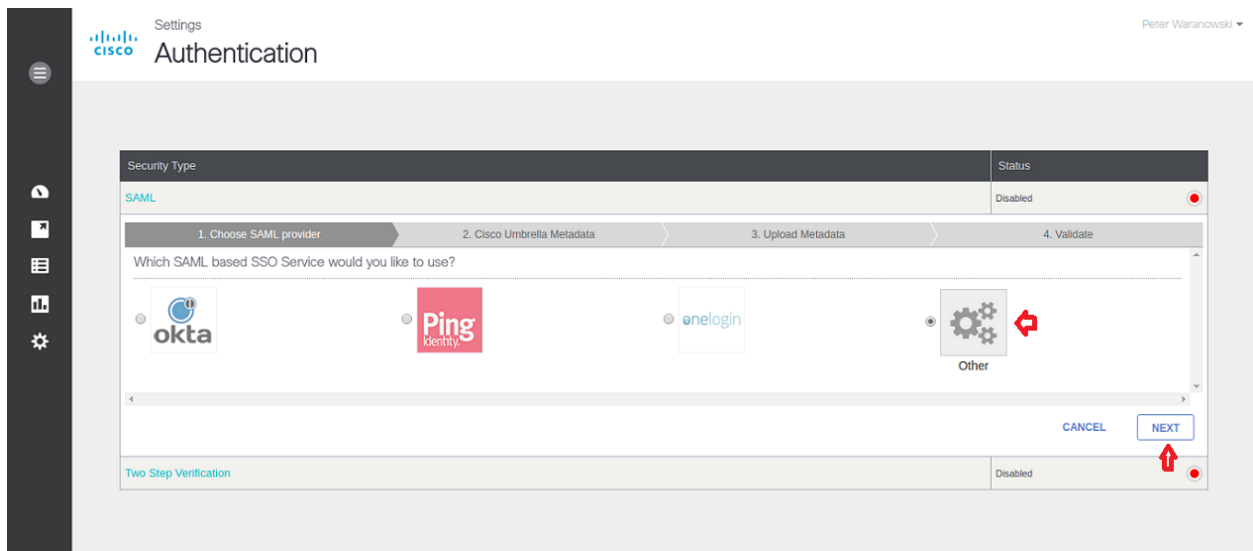 Settings
Peter Waranowski
cisco
Authentication
Security Type Status
SAML Disabled
1. Choose SAML provider 2. Cisco Umbrella Metadata 3. Upload Metadata 4. Validate
Which SAML based SSO Service would you like to use?
okta Ping Identity. onelogin
Other
CANCEL NEXT
Two Step Verification Disabled